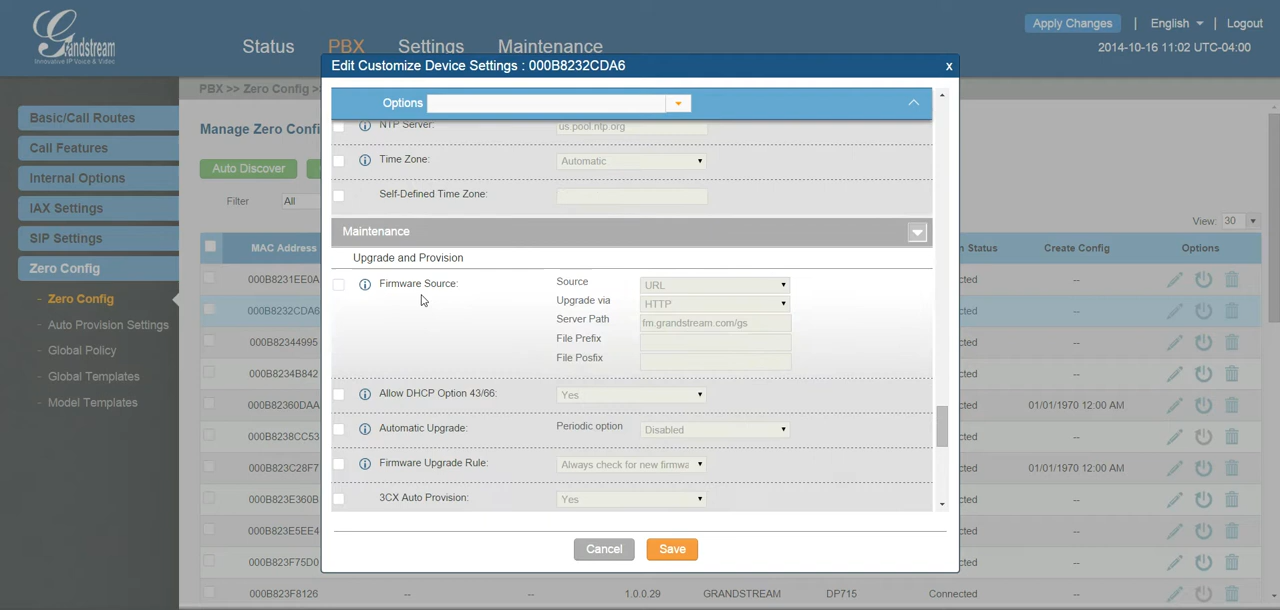 Grandstream
Innovative IP Voice & Video
Status
PBX
Settings
Maintenance
Apply Changes | English | Logout
2014-10-16 11:02 UTC-04:00
PBX >> Zero Config >
Basic/Call Routes
Call Features
Internal Options
IAX Settings
SIP Settings
Zero Config
- Zero Config
- Auto Provision Settings
- Global Policy
- Global Templates
- Model Templates
Manage Zero Confi
Auto Discover
Filter
All
View: 30
MAC Address
n Status
Create Config
Options
000B8231EE0A
cted
--
000B8232CDA6
cted
--
000B82344995
cted
--
000B8234B842
cted
--
000B82360DAA
cted
01/01/1970 12:00 AM
000B8238CC53
cted
--
000B823C28F7
cted
01/01/1970 12:00 AM
000B823E360B
cted
--
000B823E5EE4
cted
--
000B823F75D0
cted
--
000B823F8126
--
--
1.0.0.29
GRANDSTREAM
DP715
Connected
--
Edit Customize Device Settings : 000B8232CDA6
x
Options
NTP Server:
us.pool.ntp.org
Time Zone:
Automatic
Self-Defined Time Zone:
Maintenance
Upgrade and Provision
Firmware Source:
Source
URL
Upgrade via
HTTP
Server Path
fm.grandstream.com/gs
File Prefix
File Posfix
Allow DHCP Option 43/66:
Yes
Automatic Upgrade:
Periodic option
Disabled
Firmware Upgrade Rule:
Always check for new firmwa
3CX Auto Provision:
Yes
Cancel
Save